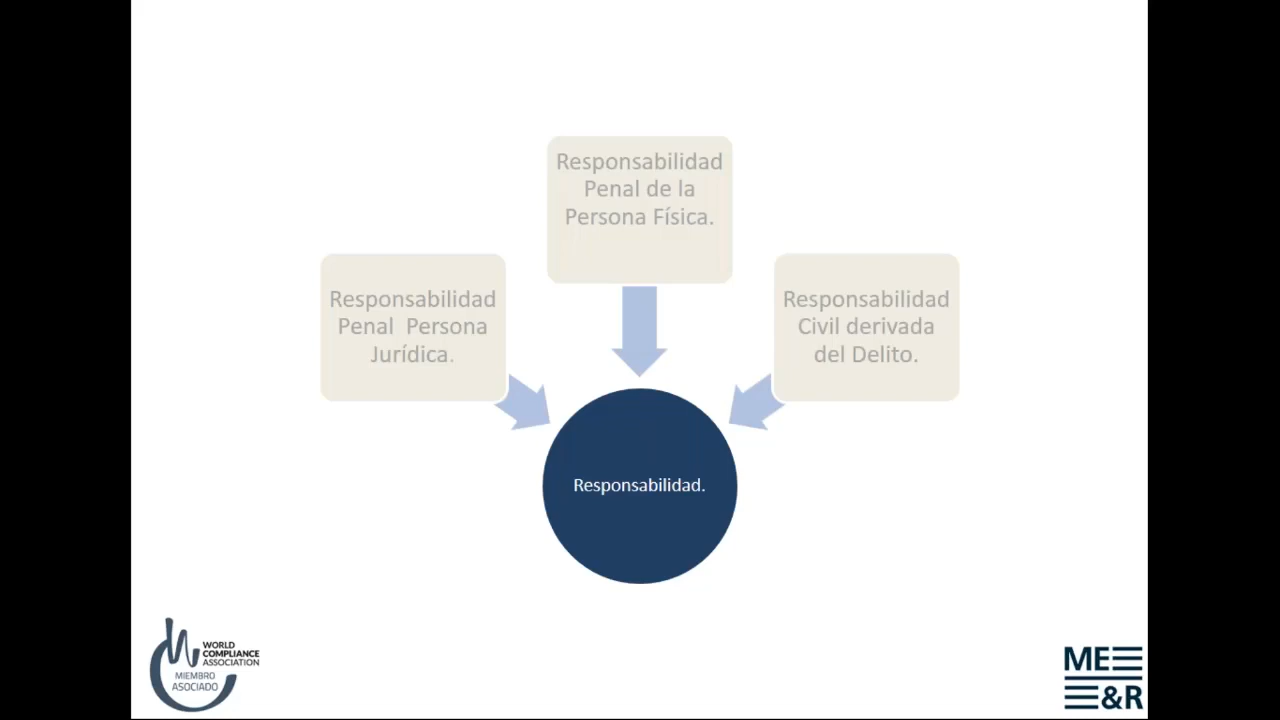 Responsabilidad
Penal de la
Persona Física.
Responsabilidad
Penal  Persona
Jurídica.
Responsabilidad
Civil derivada
del Delito.
Responsabilidad.
WORLD
COMPLIANCE
ASSOCIATION
MIEMBRO
ASOCIADO
ME
&R